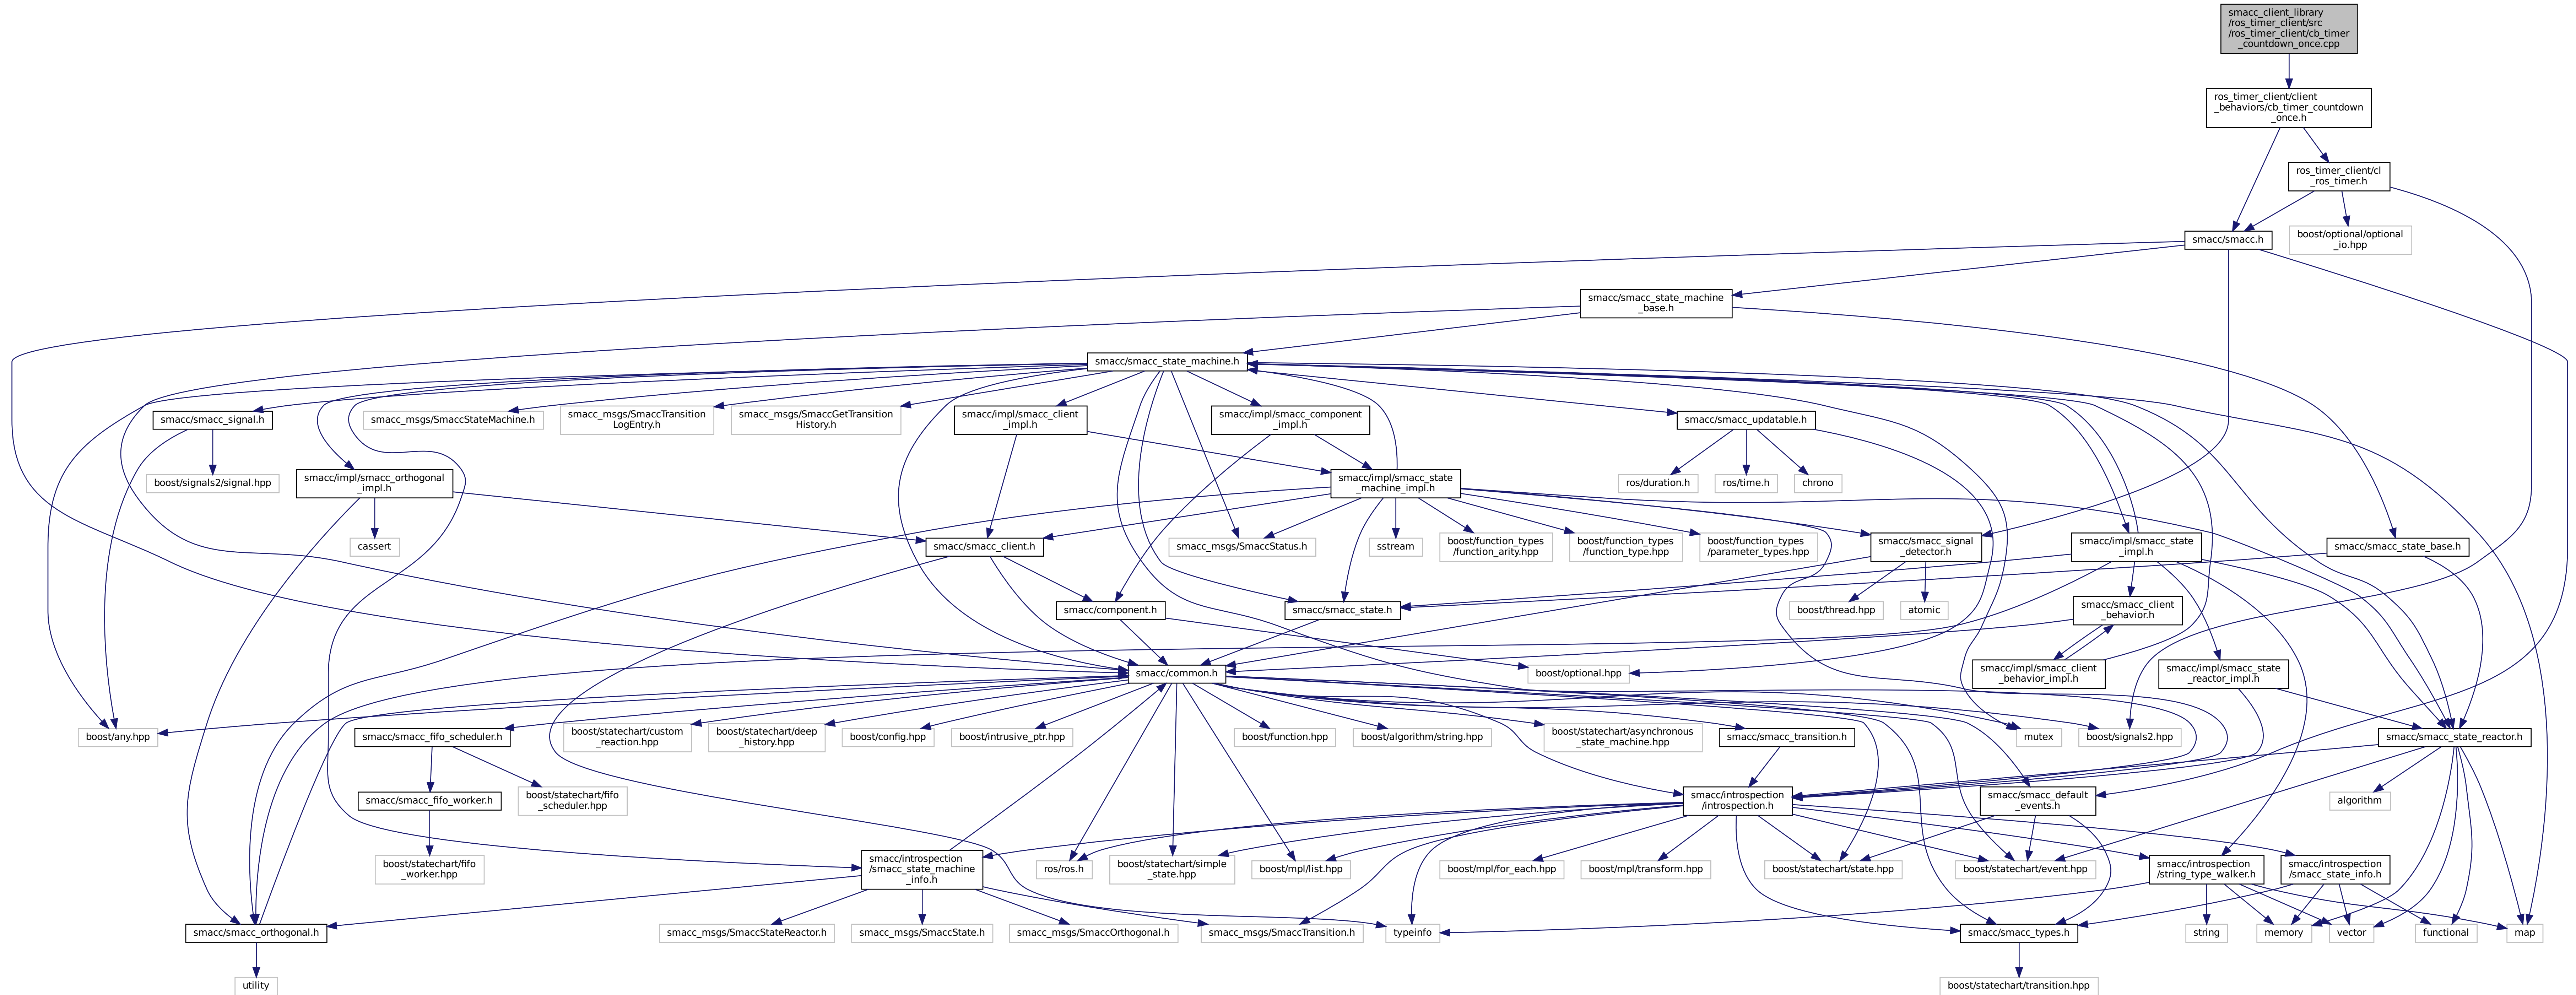 smacc_client_library
/ros_timer_client/src
/ros_timer_client/cb_timer
_countdown_once.cpp
ros_timer_client/client
_behaviors/cb_timer_countdown
_once.h
ros_timer_client/cl
_ros_timer.h
smacc/smacc.h
boost/optional/optional
_io.hpp
smacc/smacc_state_machine
_base.h
smacc/smacc_state_machine.h
smacc/smacc_signal.h
smacc_msgs/SmaccStateMachine.h
smacc_msgs/SmaccTransition
LogEntry.h
smacc_msgs/SmaccGetTransition
History.h
smacc/impl/smacc_client
_impl.h
smacc/impl/smacc_component
_impl.h
smacc/smacc_updatable.h
boost/signals2/signal.hpp
smacc/impl/smacc_orthogonal
_impl.h
smacc/impl/smacc_state
_machine_impl.h
ros/duration.h
ros/time.h
chrono
cassert
smacc/smacc_client.h
smacc_msgs/SmaccStatus.h
sstream
boost/function_types
/function_arity.hpp
boost/function_types
/function_type.hpp
boost/function_types
/parameter_types.hpp
smacc/smacc_signal
_detector.h
smacc/impl/smacc_state
_impl.h
smacc/smacc_state_base.h
smacc/component.h
smacc/smacc_state.h
boost/thread.hpp
atomic
smacc/smacc_client
_behavior.h
smacc/common.h
boost/optional.hpp
smacc/impl/smacc_client
_behavior_impl.h
smacc/impl/smacc_state
_reactor_impl.h
boost/any.hpp
smacc/smacc_fifo_scheduler.h
boost/statechart/custom
_reaction.hpp
boost/statechart/deep
_history.hpp
boost/config.hpp
boost/intrusive_ptr.hpp
boost/function.hpp
boost/algorithm/string.hpp
boost/statechart/asynchronous
_state_machine.hpp
smacc/smacc_transition.h
mutex
boost/signals2.hpp
smacc/smacc_state_reactor.h
smacc/smacc_fifo_worker.h
boost/statechart/fifo
_scheduler.hpp
smacc/introspection
/introspection.h
smacc/smacc_default
_events.h
algorithm
boost/statechart/fifo
_worker.hpp
smacc/introspection
/smacc_state_machine
_info.h
ros/ros.h
boost/statechart/simple
_state.hpp
boost/mpl/list.hpp
boost/mpl/for_each.hpp
boost/mpl/transform.hpp
boost/statechart/state.hpp
boost/statechart/event.hpp
smacc/introspection
/string_type_walker.h
smacc/introspection
/smacc_state_info.h
smacc/smacc_orthogonal.h
smacc_msgs/SmaccStateReactor.h
smacc_msgs/SmaccState.h
smacc_msgs/SmaccOrthogonal.h
smacc_msgs/SmaccTransition.h
typeinfo
smacc/smacc_types.h
string
memory
vector
functional
map
utility
boost/statechart/transition.hpp